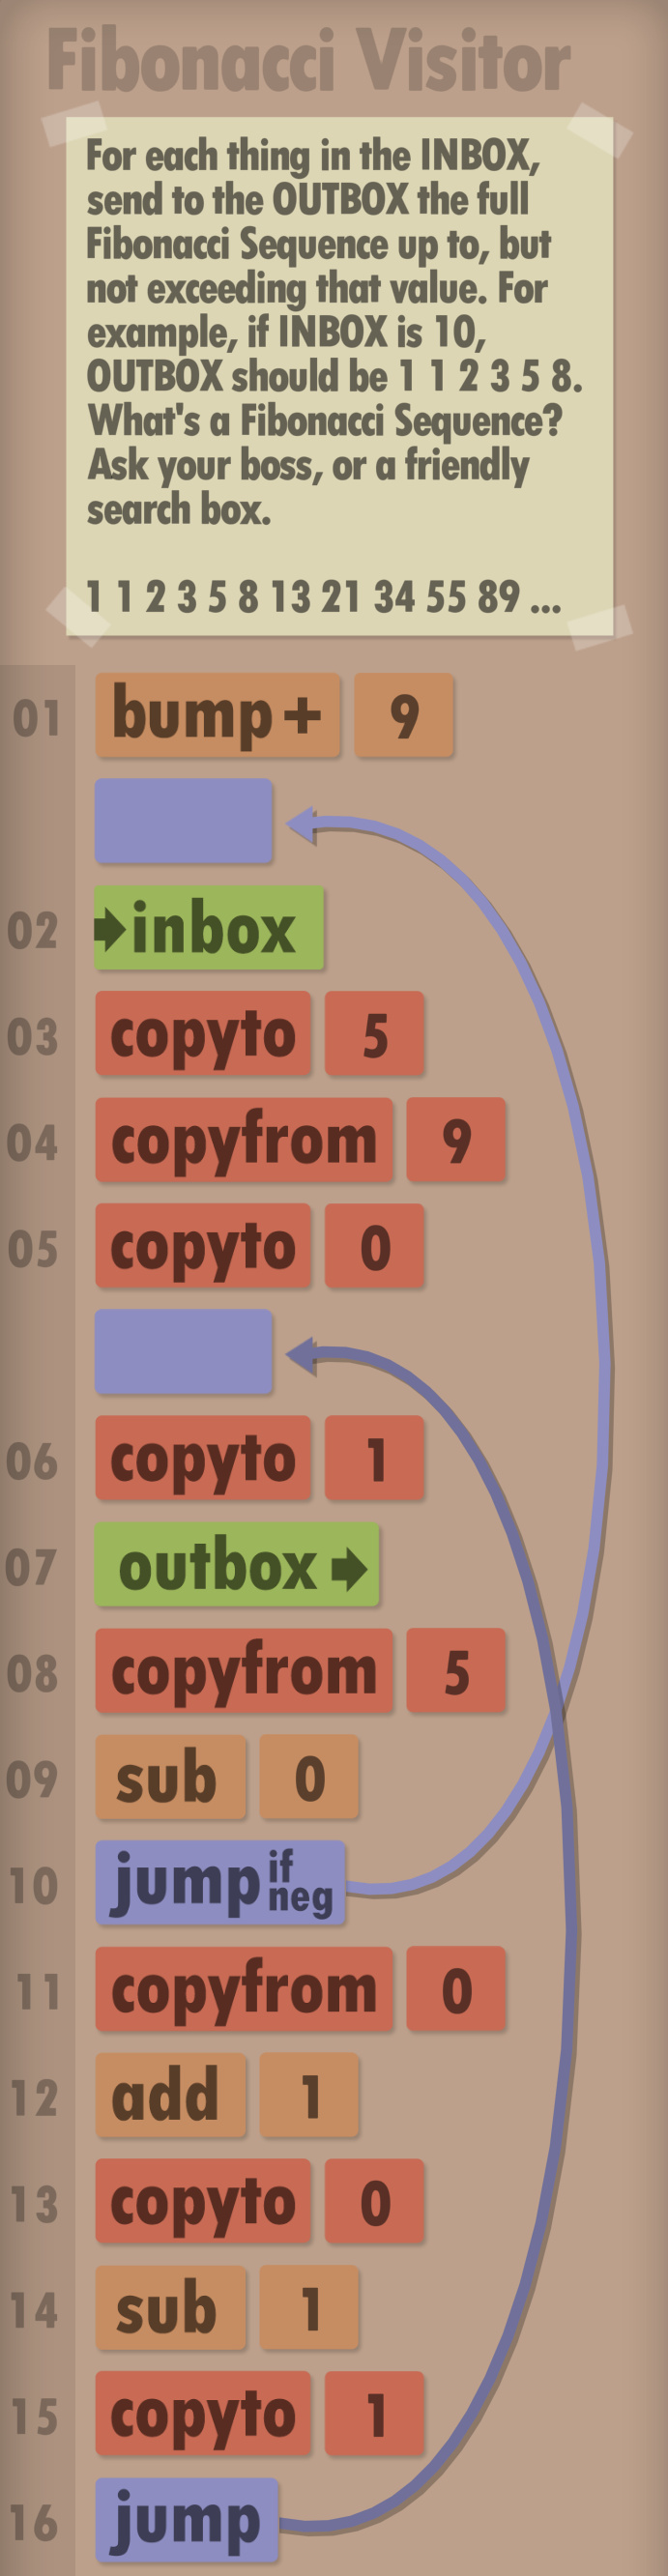 Fibonacci Visitor
For each thing in the INBOX,
send to the OUTBOX the full
Fibonacci Sequence up to, but
not exceeding that value. For
example, if INBOX is 10,
OUTBOX should be 1 1 2 3 5 8.
What's a Fibonacci Sequence?
Ask your boss, or a friendly
search box.
1 1 2 3 5 8 13 21 34 55 89 ...
01 bump+ 9
02 inbox
03 copyto 5
04 copyfrom 9
05 copyto 0
06 copyto 1
07 outbox
08 copyfrom 5
09 sub 0
10 jump if neg
11 copyfrom 0
12 add 1
13 copyto 0
14 sub 1
15 copyto 1
16 jump